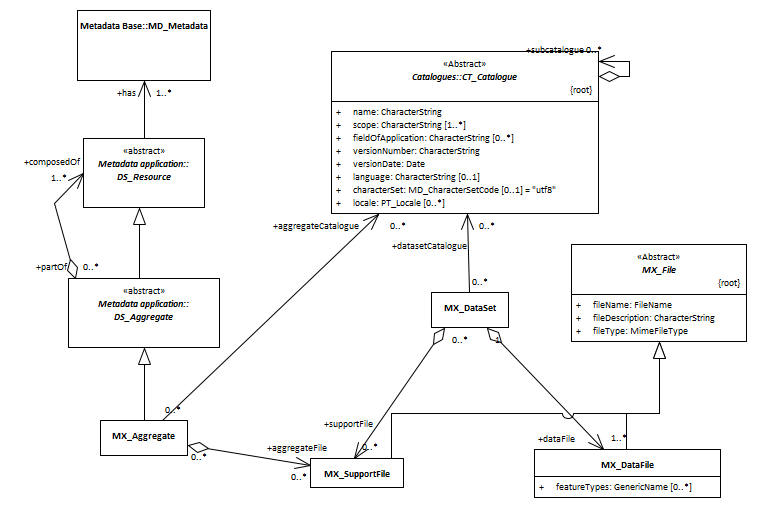 Metadata Base::MD_Metadata
+has
1..*
«abstract»
Metadata application::
DS_Resource
+composedOf
1..*
+partOf
0..*
«abstract»
Metadata application::
DS_Aggregate
MX_Aggregate
0..*
0..*
+aggregateFile
0..*
MX_SupportFile
+subcatalogue 0..*
«Abstract»
Catalogues::CT_Catalogue
{root}
+ name: CharacterString
+ scope: CharacterString [1..*]
+ fieldOfApplication: CharacterString [0..*]
+ versionNumber: CharacterString
+ versionDate: Date
+ language: CharacterString [0..1]
+ characterSet: MD_CharacterSetCode [0..1] = "utf8"
+ locale: PT_Locale [0..*]
+aggregateCatalogue
0..*
0..*
+datasetCatalogue
0..*
MX_DataSet
0..*
1
+supportFile
0..*
+dataFile
1..*
«Abstract»
MX_File
{root}
+ fileName: FileName
+ fileDescription: CharacterString
+ fileType: MimeFileType
MX_DataFile
+ featureTypes: GenericName [0..*]